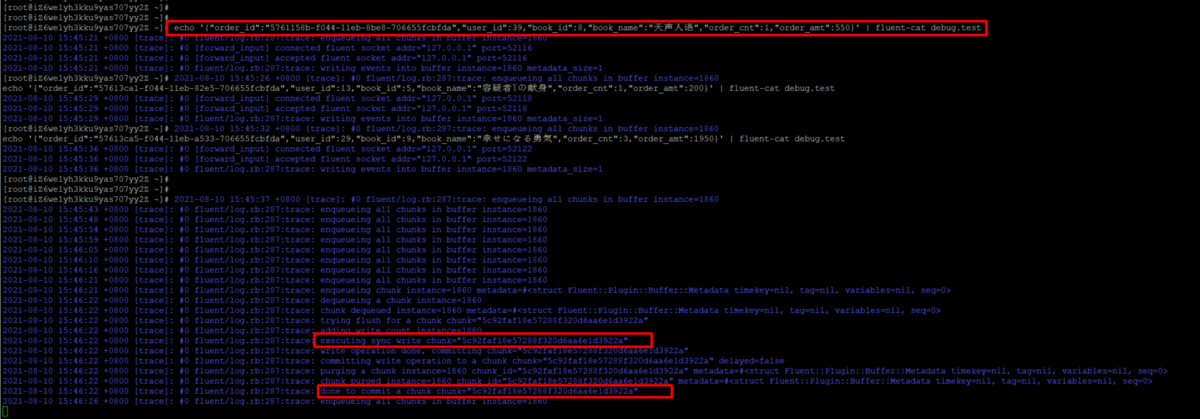 [root@iZ6welyh3kku9yas707yy2Z ~]#
[root@iZ6welyh3kku9yas707yy2Z ~]#
[root@iZ6welyh3kku9yas707yy2Z ~]# echo '{"order_id":"5761158b-f044-11eb-8be8-706655fcbfda","user_id":39,"book_id":8,"book_name":"天声人语","order_cnt":1,"order_amt":550}' | fluent-cat debug.test
2021-08-10 15:45:21 +0800 [trace]: #0 fluent/log.rb:287:trace: enqueueing all chunks in buffer instance=1860
2021-08-10 15:45:21 +0800 [trace]: #0 [forward_input] connected fluent socket addr="127.0.0.1" port=52116
2021-08-10 15:45:21 +0800 [trace]: #0 [forward_input] accepted fluent socket addr="127.0.0.1" port=52116
2021-08-10 15:45:21 +0800 [trace]: #0 fluent/log.rb:287:trace: writing events into buffer instance=1860 metadata_size=1
[root@iZ6welyh3kku9yas707yy2Z ~]# 2021-08-10 15:45:26 +0800 [trace]: #0 fluent/log.rb:287:trace: enqueueing all chunks in buffer instance=1860
echo '{"order_id":"57613ca1-f044-11eb-82e5-706655fcbfda","user_id":13,"book_id":5,"book_name":"容疑者Xの献身","order_cnt":1,"order_amt":200}' | fluent-cat debug.test
2021-08-10 15:45:29 +0800 [trace]: #0 [forward_input] connected fluent socket addr="127.0.0.1" port=52118
2021-08-10 15:45:29 +0800 [trace]: #0 [forward_input] accepted fluent socket addr="127.0.0.1" port=52118
2021-08-10 15:45:29 +0800 [trace]: #0 fluent/log.rb:287:trace: writing events into buffer instance=1860 metadata_size=1
[root@iZ6welyh3kku9yas707yy2Z ~]# 2021-08-10 15:45:32 +0800 [trace]: #0 fluent/log.rb:287:trace: enqueueing all chunks in buffer instance=1860
echo '{"order_id":"57613ca5-f044-11eb-a533-706655fcbfda","user_id":29,"book_id":9,"book_name":"幸せになる勇気","order_cnt":3,"order_amt":1950}' | fluent-cat debug.test
2021-08-10 15:45:36 +0800 [trace]: #0 [forward_input] connected fluent socket addr="127.0.0.1" port=52122
2021-08-10 15:45:36 +0800 [trace]: #0 [forward_input] accepted fluent socket addr="127.0.0.1" port=52122
2021-08-10 15:45:36 +0800 [trace]: #0 fluent/log.rb:287:trace: writing events into buffer instance=1860 metadata_size=1
[root@iZ6welyh3kku9yas707yy2Z ~]#
[root@iZ6welyh3kku9yas707yy2Z ~]#
[root@iZ6welyh3kku9yas707yy2Z ~]# 2021-08-10 15:45:37 +0800 [trace]: #0 fluent/log.rb:287:trace: enqueueing all chunks in buffer instance=1860
2021-08-10 15:45:43 +0800 [trace]: #0 fluent/log.rb:287:trace: enqueueing all chunks in buffer instance=1860
2021-08-10 15:45:48 +0800 [trace]: #0 fluent/log.rb:287:trace: enqueueing all chunks in buffer instance=1860
2021-08-10 15:45:54 +0800 [trace]: #0 fluent/log.rb:287:trace: enqueueing all chunks in buffer instance=1860
2021-08-10 15:45:59 +0800 [trace]: #0 fluent/log.rb:287:trace: enqueueing all chunks in buffer instance=1860
2021-08-10 15:46:05 +0800 [trace]: #0 fluent/log.rb:287:trace: enqueueing all chunks in buffer instance=1860
2021-08-10 15:46:10 +0800 [trace]: #0 fluent/log.rb:287:trace: enqueueing all chunks in buffer instance=1860
2021-08-10 15:46:16 +0800 [trace]: #0 fluent/log.rb:287:trace: enqueueing all chunks in buffer instance=1860
2021-08-10 15:46:21 +0800 [trace]: #0 fluent/log.rb:287:trace: enqueueing all chunks in buffer instance=1860
2021-08-10 15:46:21 +0800 [trace]: #0 fluent/log.rb:287:trace: enqueueing chunk instance=1860 metadata=#<struct Fluent::Plugin::Buffer::Metadata timekey=nil, tag=nil, variables=nil, seq=0>
2021-08-10 15:46:22 +0800 [trace]: #0 fluent/log.rb:287:trace: dequeueing a chunk instance=1860
2021-08-10 15:46:22 +0800 [trace]: #0 fluent/log.rb:287:trace: chunk dequeued instance=1860 metadata=#<struct Fluent::Plugin::Buffer::Metadata timekey=nil, tag=nil, variables=nil, seq=0>
2021-08-10 15:46:22 +0800 [trace]: #0 fluent/log.rb:287:trace: trying flush for a chunk chunk="5c92faf18e57288f320d6aa6e1d3922a"
2021-08-10 15:46:22 +0800 [trace]: #0 fluent/log.rb:287:trace: adding write count instance=1880
2021-08-10 15:46:22 +0800 [trace]: #0 fluent/log.rb:287:trace: executing sync write chunk="5c92faf18e57288f320d6aa6e1d3922a"
2021-08-10 15:46:22 +0800 [trace]: #0 fluent/log.rb:287:trace: write operation done, committing chunk="5c92faf18e57288f320d6aa6e1d3922a"
2021-08-10 15:46:22 +0800 [trace]: #0 fluent/log.rb:287:trace: committing write operation to a chunk chunk="5c92faf18e57288f320d6aa6e1d3922a" delayed=false
2021-08-10 15:46:22 +0800 [trace]: #0 fluent/log.rb:287:trace: purging a chunk instance=1860 chunk_id="5c92faf18e57288f320d6aa6e1d3922a" metadata=#<struct Fluent::Plugin::Buffer::Metadata timekey=nil, tag=nil, variables=nil, seq=0>
2021-08-10 15:46:22 +0800 [trace]: #0 fluent/log.rb:287:trace: chunk purged instance=1860 chunk_id="5c92faf18e57288f320d6aa6e1d3922a" metadata=#<struct Fluent::Plugin::Buffer::Metadata timekey=nil, tag=nil, variables=nil, seq=0>
2021-08-10 15:46:22 +0800 [trace]: #0 fluent/log.rb:287:trace: done to commit a chunk chunk="5c92faf18e57288f320d6aa6e1d3922a"
2021-08-10 15:46:26 +0800 [trace]: #0 fluent/log.rb:287:trace: enqueueing all chunks in buffer instance=1860